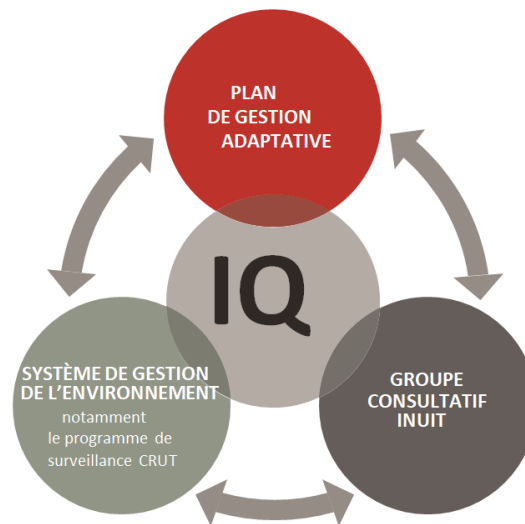 PLAN
DE GESTION
ADAPTATIVE
IQ
SYSTÈME DE GESTION
DE L'ENVIRONNEMENT
notamment
le programme de
surveillance CRUT
GROUPE
CONSULTATIF
INUIT